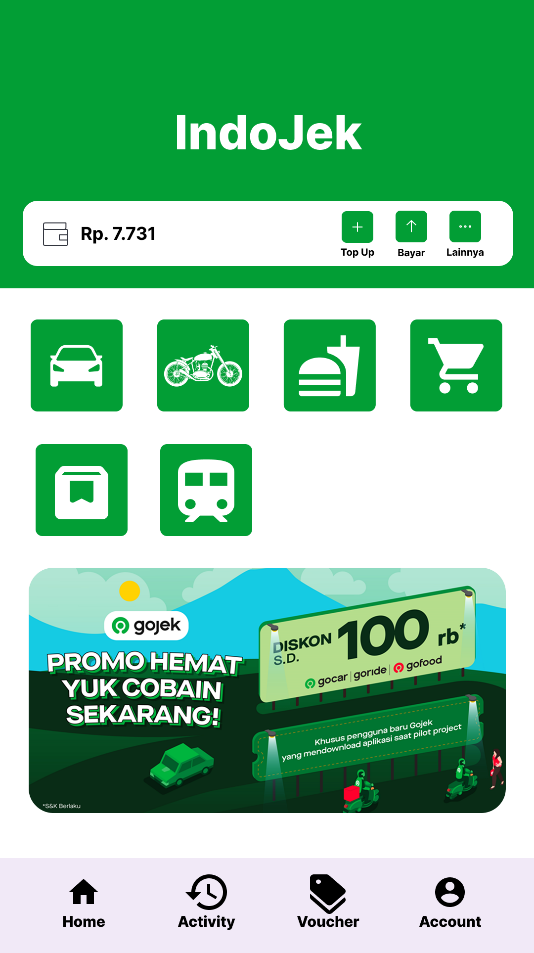 IndoJek
Rp. 7.731
Top Up
Bayar
Lainnya
gojek
PROMO HEMAT
YUK COBAIN
SEKARANG!
DISKON
S.D.
100 rb*
gocar | goride | gofood
Khusus pengguna baru Gojek
yang mendownload aplikasi saat pilot project
*S&K Berlaku
Home
Activity
Voucher
Account